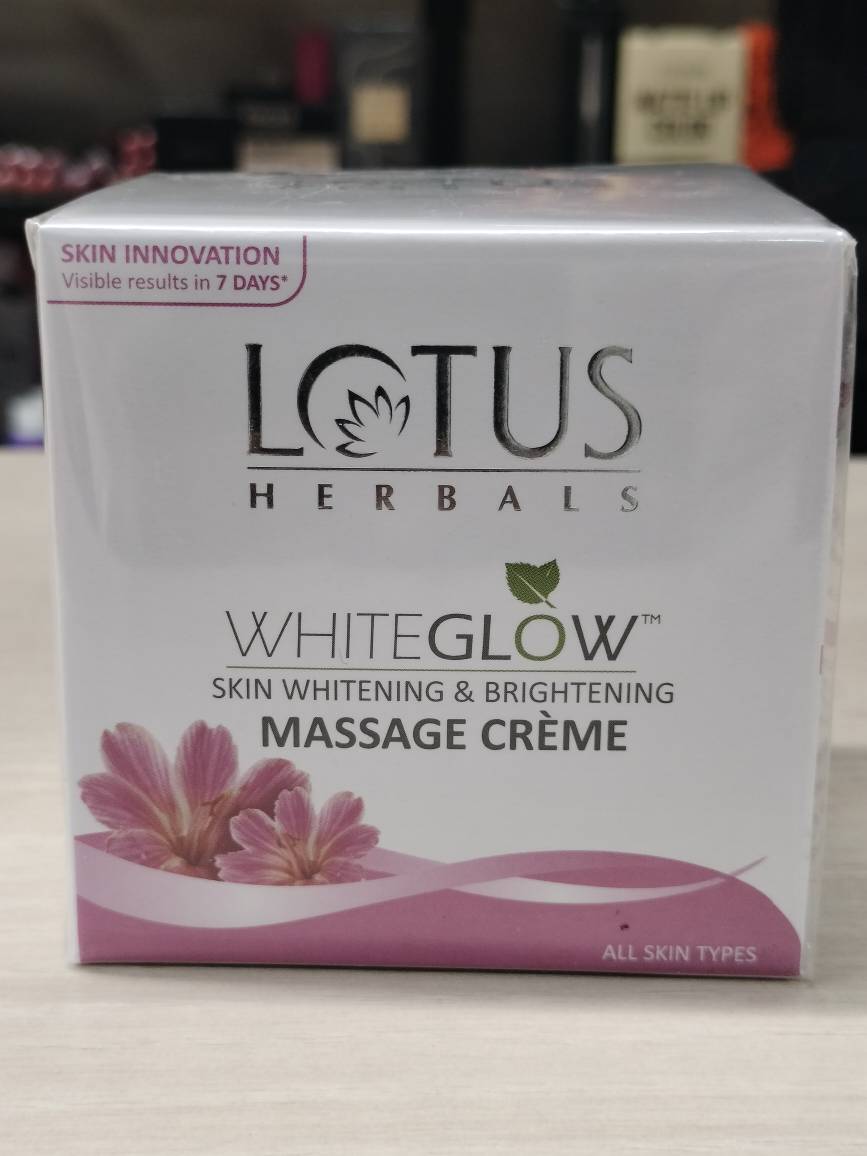 SKIN INNOVATION
Visible results in 7 DAYS*
LOTUS
HERBALS
WHITEGLOW™
SKIN WHITENING & BRIGHTENING
MASSAGE CRÈME
ALL SKIN TYPES